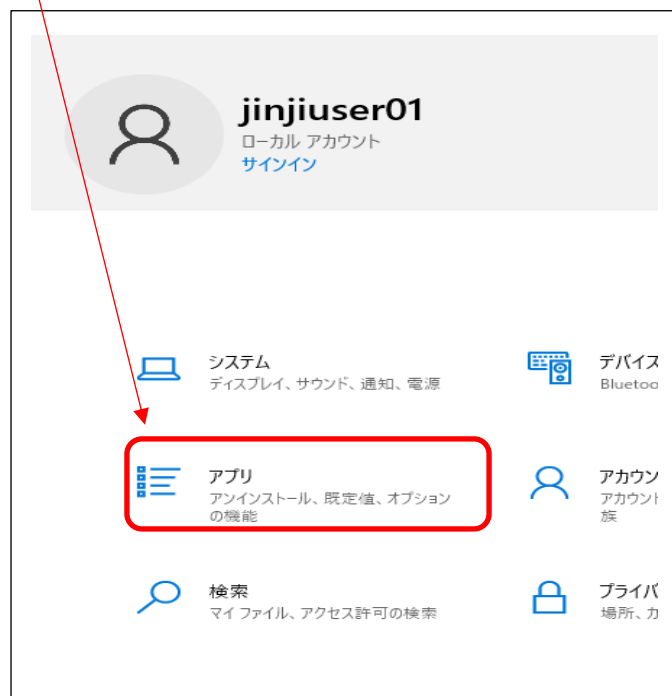 jinjiuser01
ローカル アカウント
サインイン
システム
ディスプレイ、サウンド、通知、電源
デバイス
Bluetoo
アプリ
アンインストール、既定値、オプション
の機能
アカウン
アカウント
族
検索
マイ ファイル、アクセス許可の検索
プライバ
場所、カ